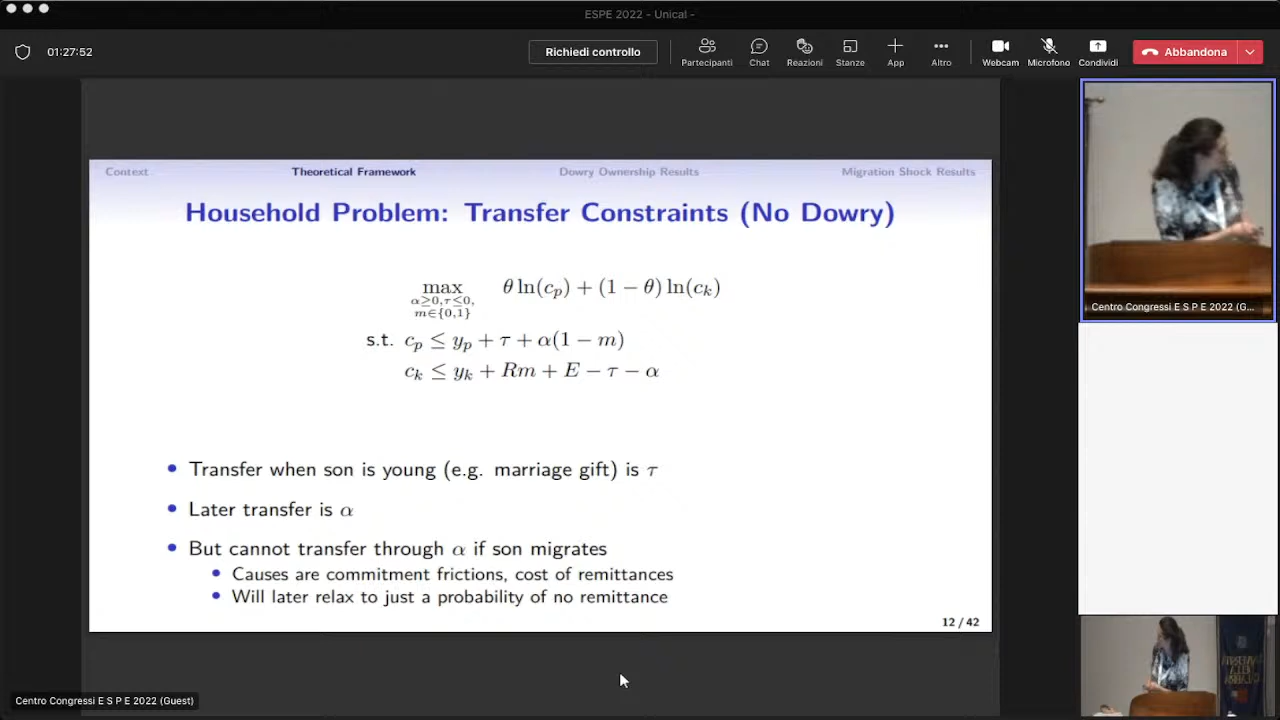 ESPE 2022 - Unical -
01:27:52
Richiedi controllo
Partecipanti
Chat
Reazioni
Stanze
App
Altro
Webcam
Microfono
Condividi
Abbandona
Context
Theoretical Framework
Dowry Ownership Results
Migration Shock Results
Household Problem: Transfer Constraints (No Dowry)
max θ ln(c_p) + (1 − θ) ln(c_k)
α≥0,τ≤0,
m∈{0,1}
s.t. c_p ≤ y_p + τ + α(1 − m)
c_k ≤ y_k + Rm + E − τ − α
• Transfer when son is young (e.g. marriage gift) is τ
• Later transfer is α
• But cannot transfer through α if son migrates
• Causes are commitment frictions, cost of remittances
• Will later relax to just a probability of no remittance
12 / 42
Centro Congressi E S P E 2022 (G...
Centro Congressi E S P E 2022 (Guest)